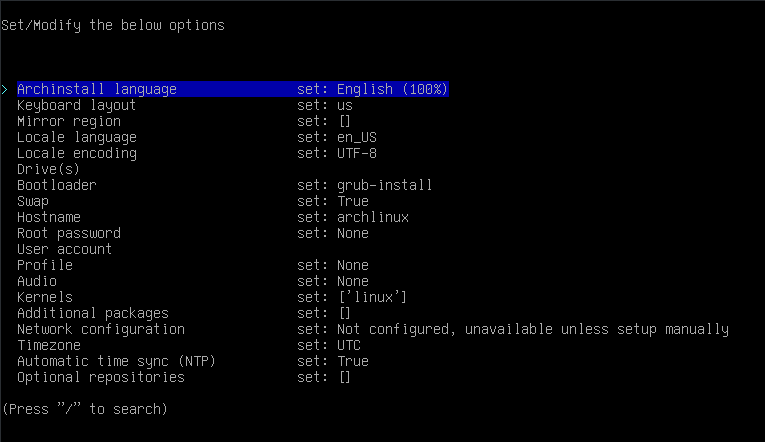 Set/Modify the below options
> Archinstall language set: English (100%)
Keyboard layout set: us
Mirror region set: []
Locale language set: en_US
Locale encoding set: UTF-8
Drive(s)
Bootloader set: grub-install
Swap set: True
Hostname set: archlinux
Root password set: None
User account
Profile set: None
Audio set: None
Kernels set: ['linux']
Additional packages set: []
Network configuration set: Not configured, unavailable unless setup manually
Timezone set: UTC
Automatic time sync (NTP) set: True
Optional repositories set: []
(Press "/" to search)